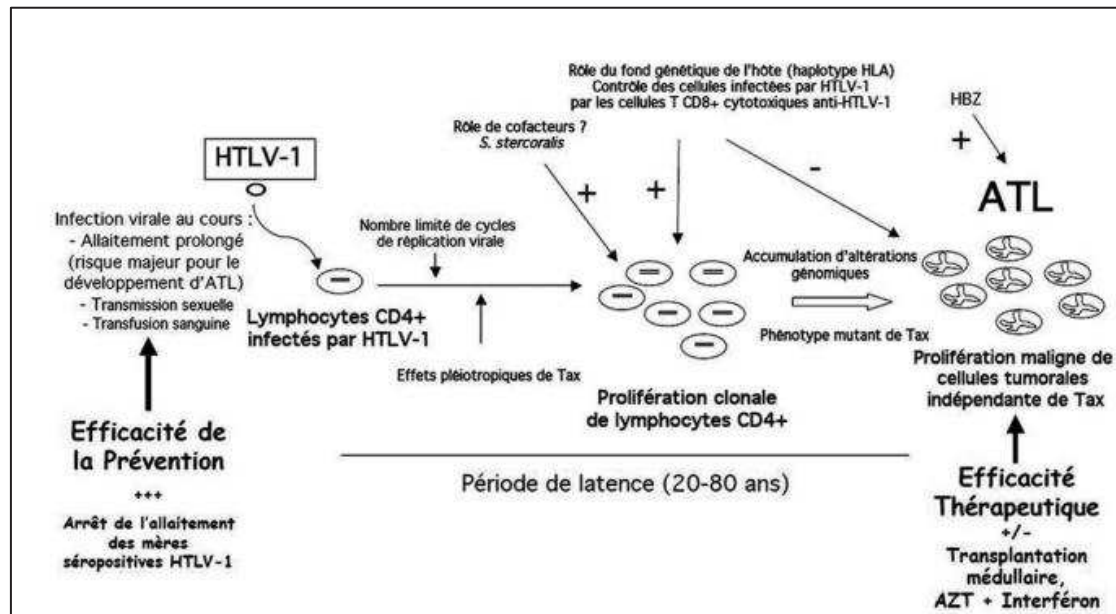 Rôle du fond génétique de l'hôte (haplotype HLA)
Contrôle des cellules infectées par HTLV-1
par les cellules T CD8+ cytotoxiques anti-HTLV-1
HBZ
+
Rôle de cofacteurs ?
S. stercoralis
HTLV-1
+
+
-
ATL
Infection virale au cours :
- Allaitement prolongé
(risque majeur pour le
développement d'ATL)
- Transmission sexuelle
- Transfusion sanguine
Nombre limité de cycles
de réplication virale
Accumulation d'altérations
génomiques
Lymphocytes CD4+
infectés par HTLV-1
Phénotype mutant de Tax
Effets pléiotropiques de Tax
Prolifération clonale
de lymphocytes CD4+
Prolifération maligne de
cellules tumorales
indépendante de Tax
Efficacité de
la Prévention
+++
Arrêt de l'allaitement
des mères
séropositives HTLV-1
Période de latence (20-80 ans)
Efficacité
Thérapeutique
+/-
Transplantation
médullaire,
AZT + Interféron